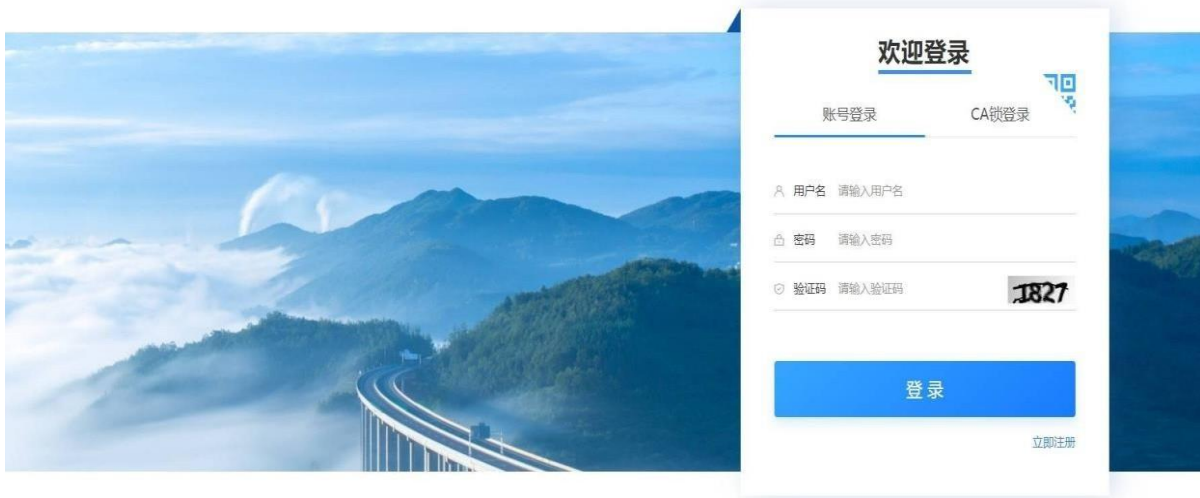 欢迎登录
账号登录 CA锁登录
用户名 请输入用户名
密码 请输入密码
验证码 请输入验证码 1827
登录
立即注册